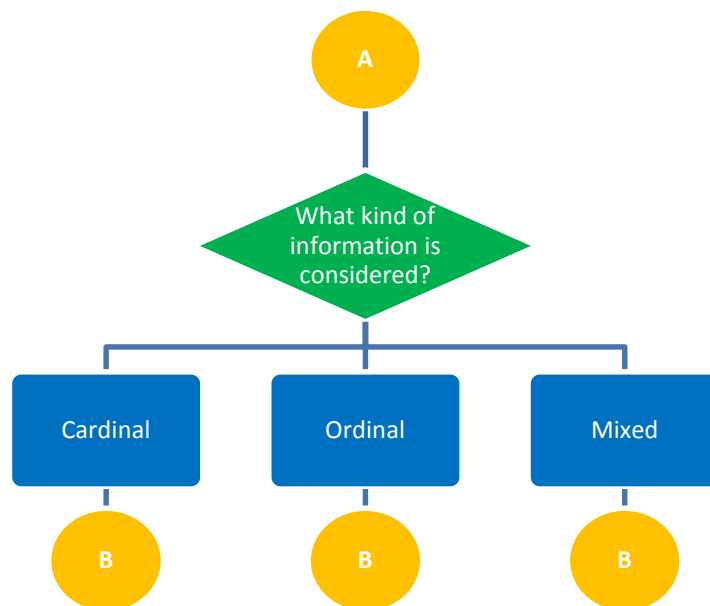 A
What kind of
information is
considered?
Cardinal
Ordinal
Mixed
B
B
B